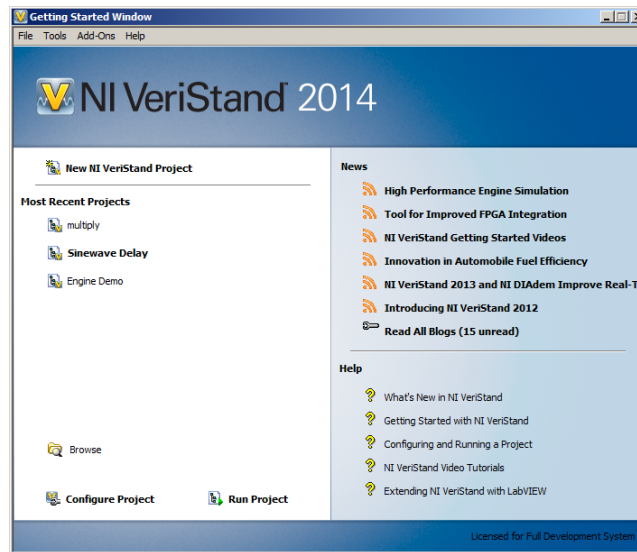 Getting Started Window
File Tools Add-Ons Help
NI VeriStand 2014
New NI VeriStand Project
Most Recent Projects
multiply
Sinewave Delay
Engine Demo
Browse
Configure Project
Run Project
News
High Performance Engine Simulation
Tool for Improved FPGA Integration
NI VeriStand Getting Started Videos
Innovation in Automobile Fuel Efficiency
NI VeriStand 2013 and NI DIAdem Improve Real-T
Introducing NI VeriStand 2012
Read All Blogs (15 unread)
Help
What's New in NI VeriStand
Getting Started with NI VeriStand
Configuring and Running a Project
NI VeriStand Video Tutorials
Extending NI VeriStand with LabVIEW
Licensed for Full Development System